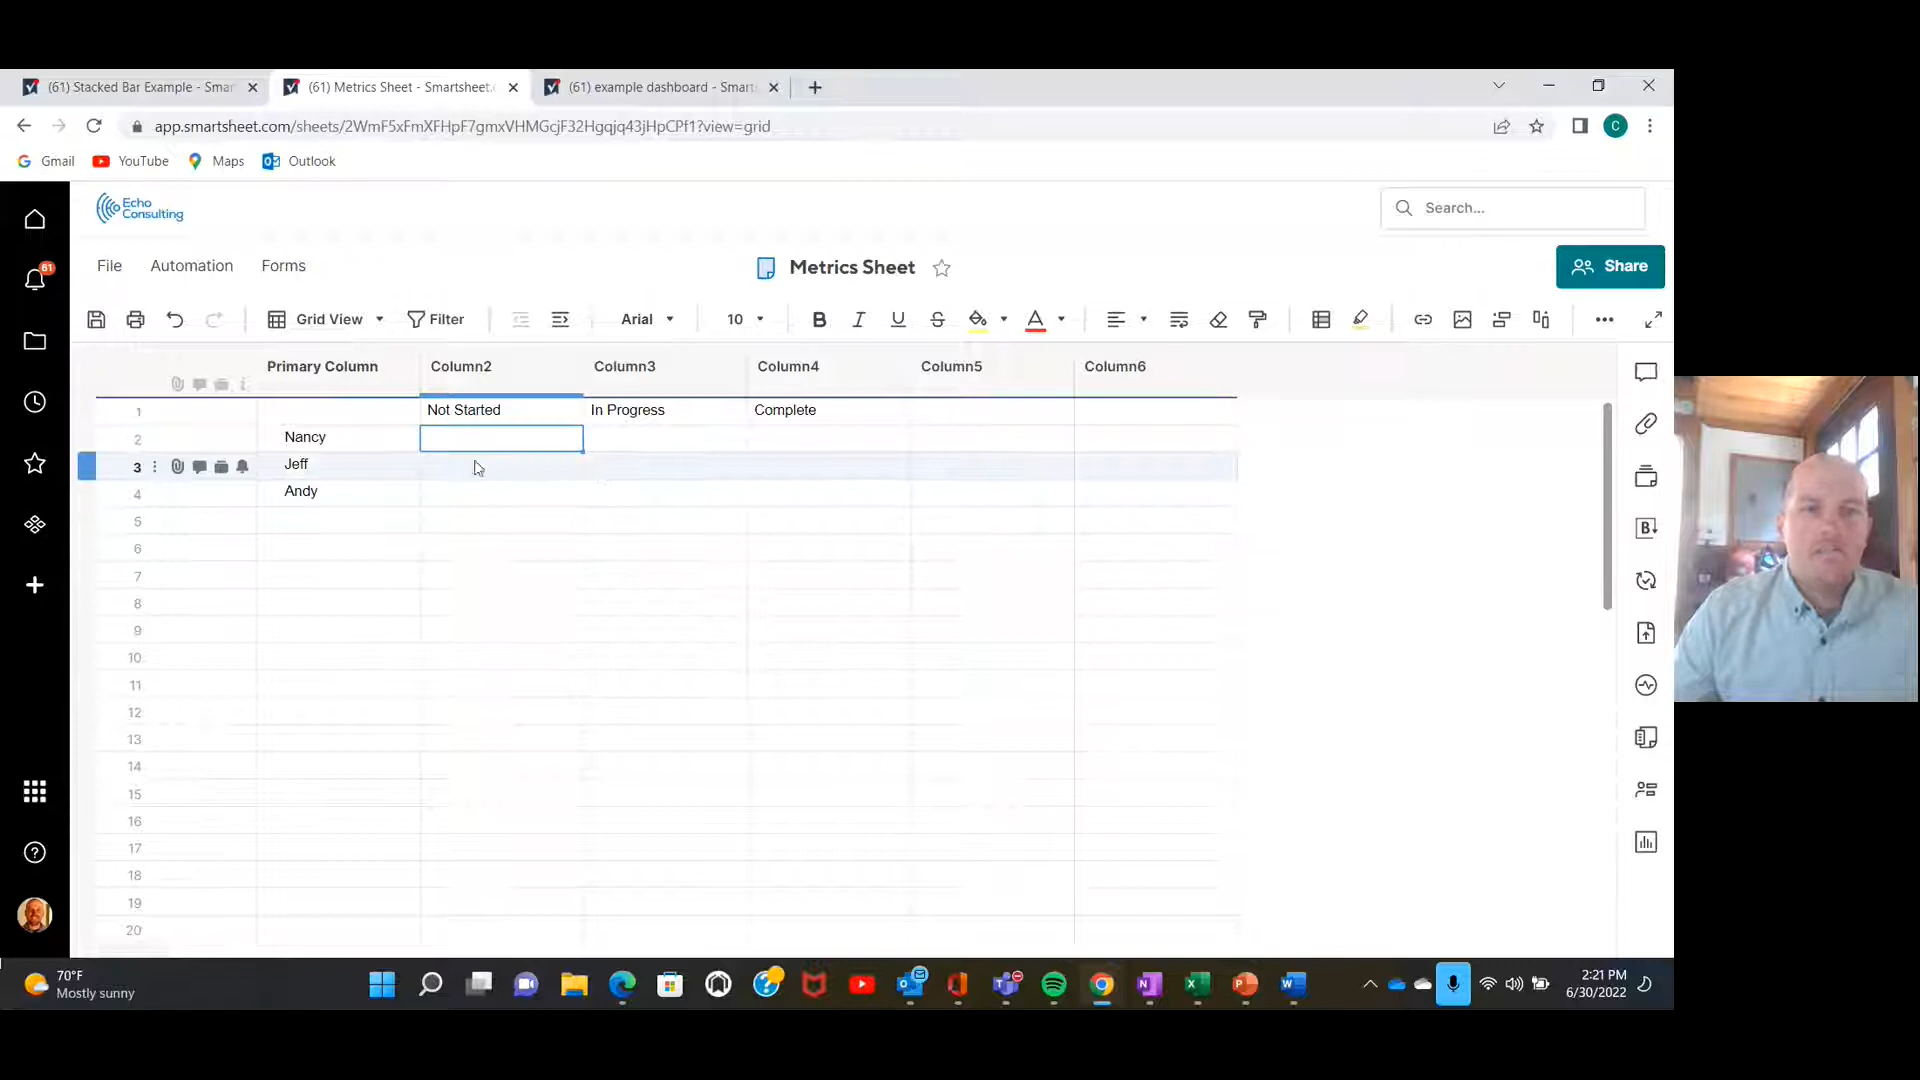 (61) Stacked Bar Example - Smar
(61) Metrics Sheet - Smartsheet.c
(61) example dashboard - Smarts
app.smartsheet.com/sheets/2WmF5xFmXFHpF7gmxVHMGcjF32Hgqjq43jHpCPf1?view=grid
C
Gmail
YouTube
Maps
Outlook
Echo
Consulting
Search...
61
File
Automation
Forms
Metrics Sheet
Share
Grid View
Filter
Arial
10
Primary Column
Column2
Column3
Column4
Column5
Column6
1
Not Started
In Progress
Complete
2
Nancy
3
Jeff
4
Andy
5
6
7
8
9
10
11
12
13
14
15
16
17
18
19
20
70°F
Mostly sunny
2:21 PM
6/30/2022